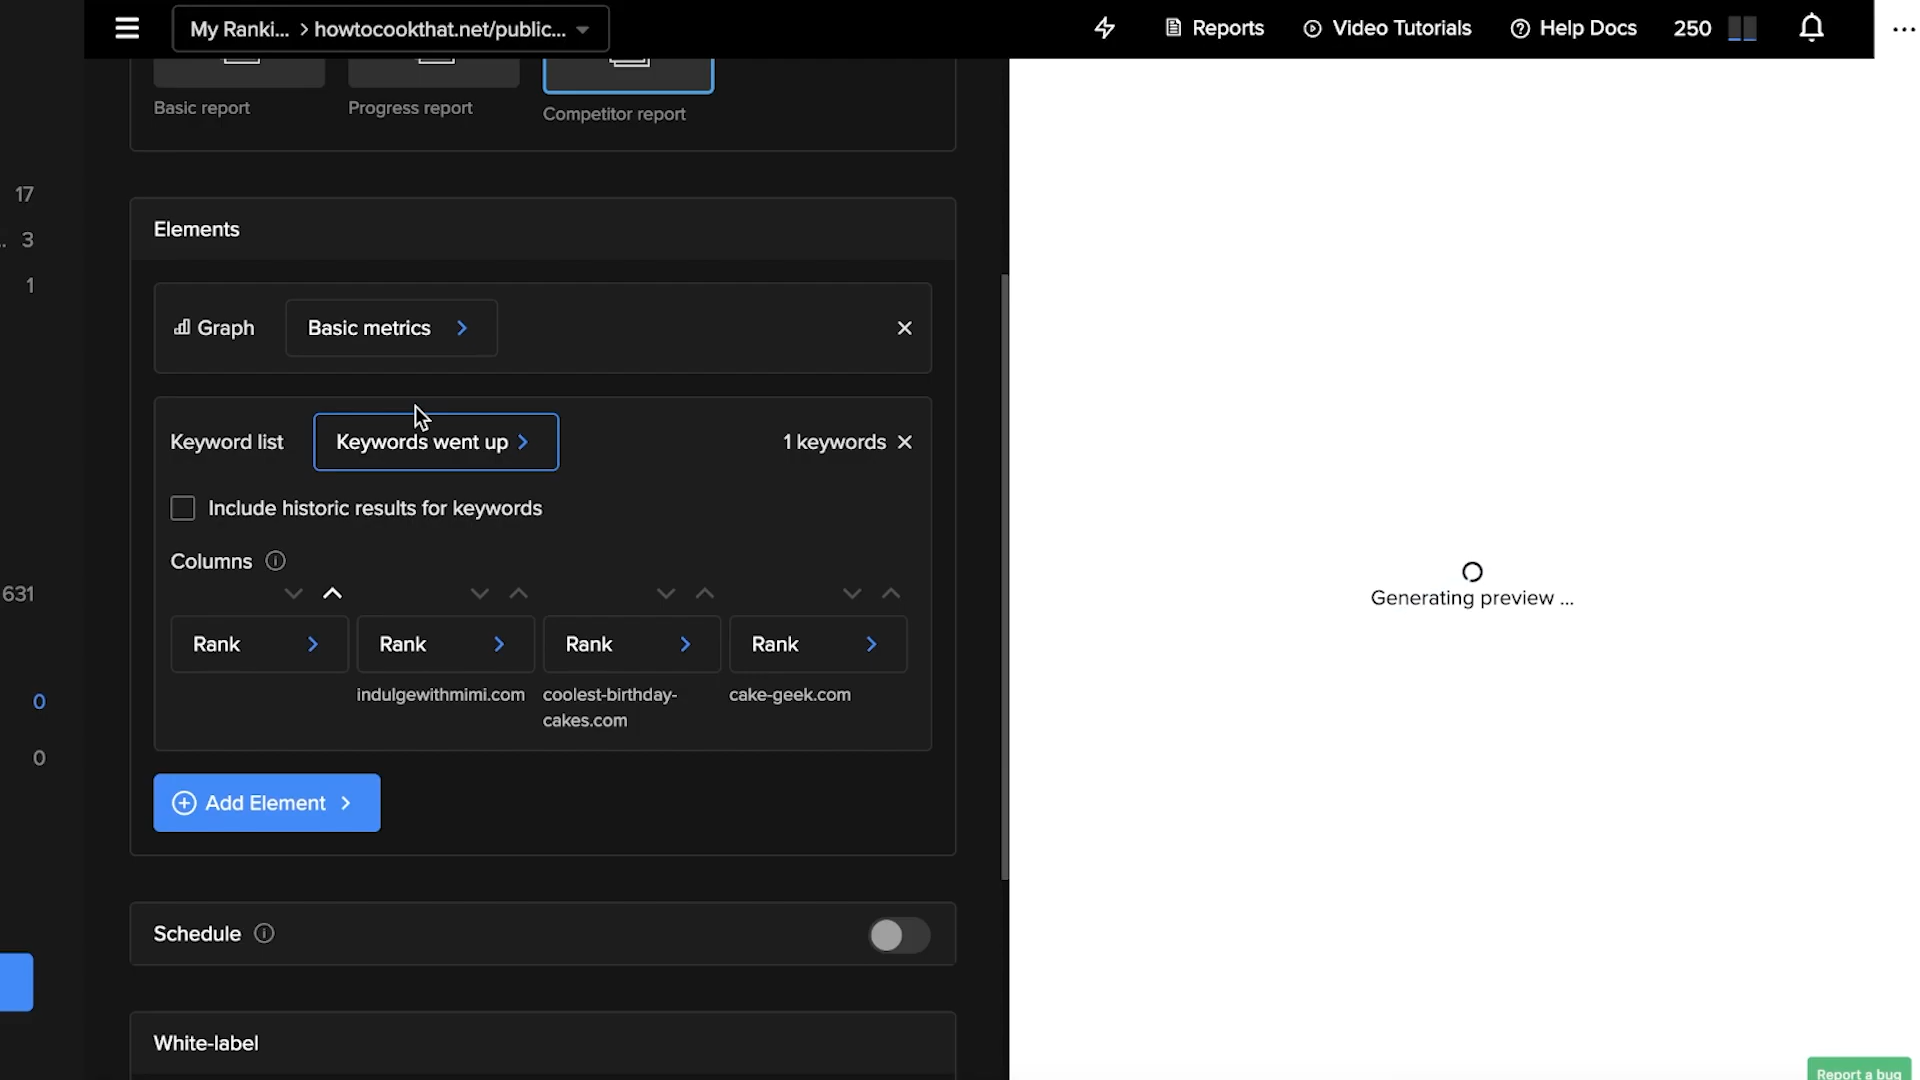 My Ranki... > howtocookthat.net/public...
Reports
Video Tutorials
Help Docs
250
Basic report
Progress report
Competitor report
17
.. 3
1
631
0
0
Elements
Graph
Basic metrics
Keyword list
Keywords went up
1 keywords
Include historic results for keywords
Columns
Rank
Rank
Rank
Rank
indulgewithmimi.com
coolest-birthday-
cakes.com
cake-geek.com
Add Element
Schedule
White-label
Generating preview ...
Report a bug